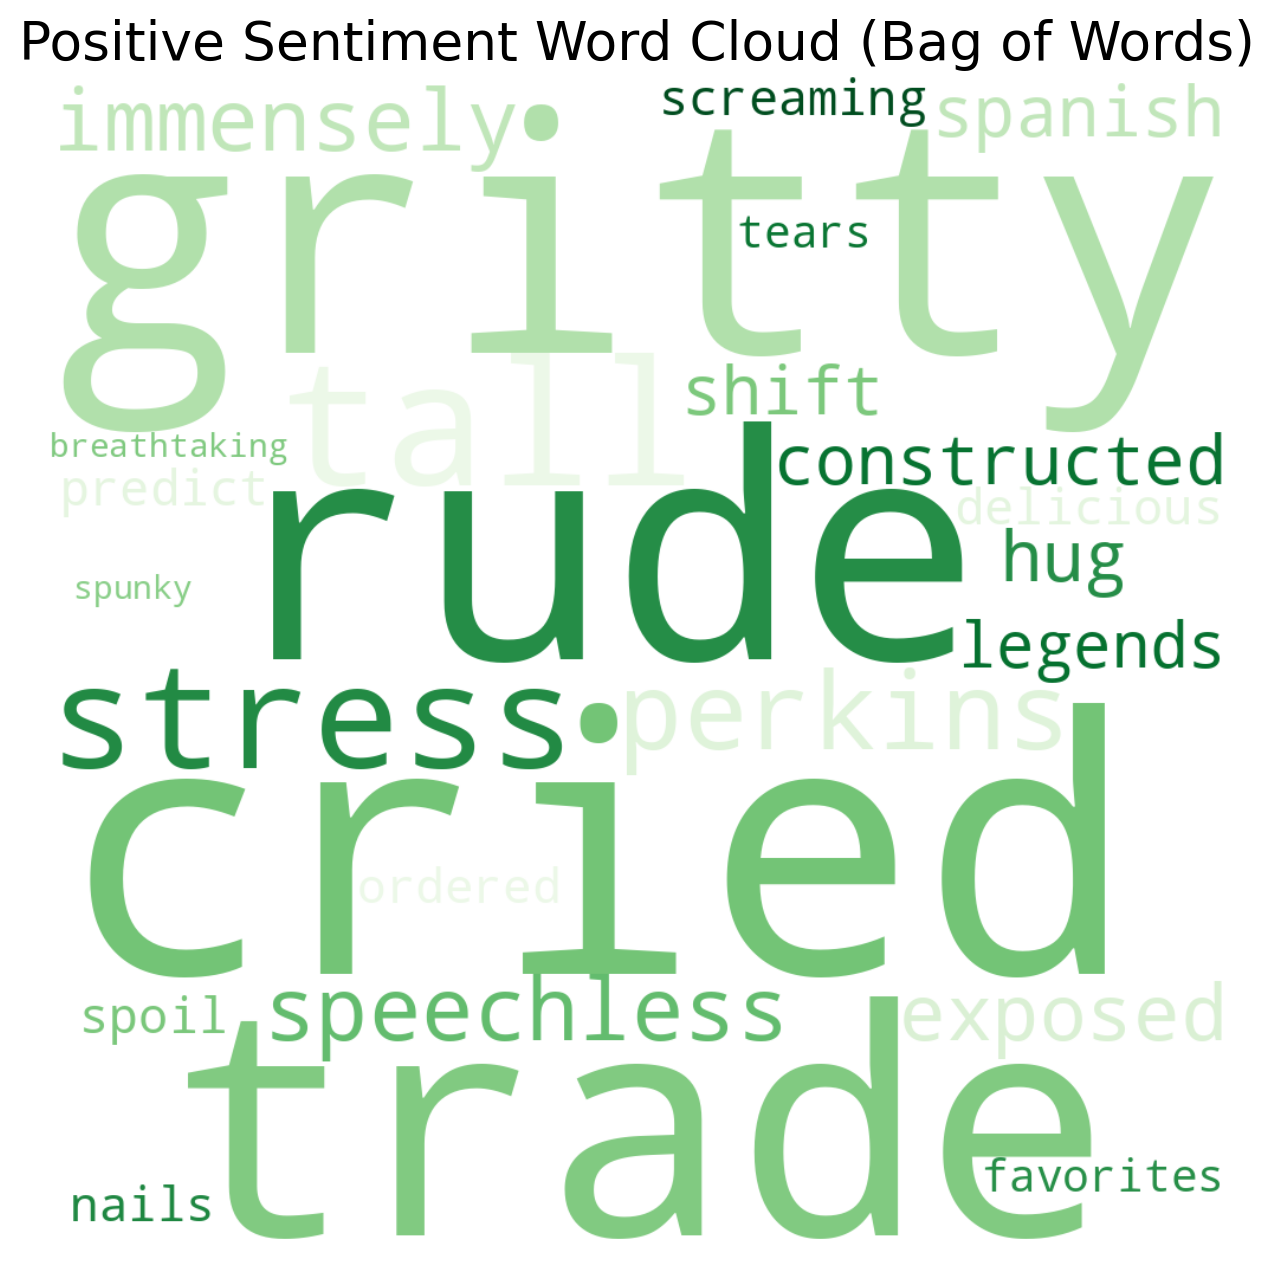 Positive Sentiment Word Cloud (Bag of Words)
immensely
screaming
spanish
gritty
tears
tall
shift
breathtaking
constructed
predict
delicious
rude
hug
spunky
legends
stress
perkins
cried
ordered
spoil
speechless
exposed
trade
favorites
nails